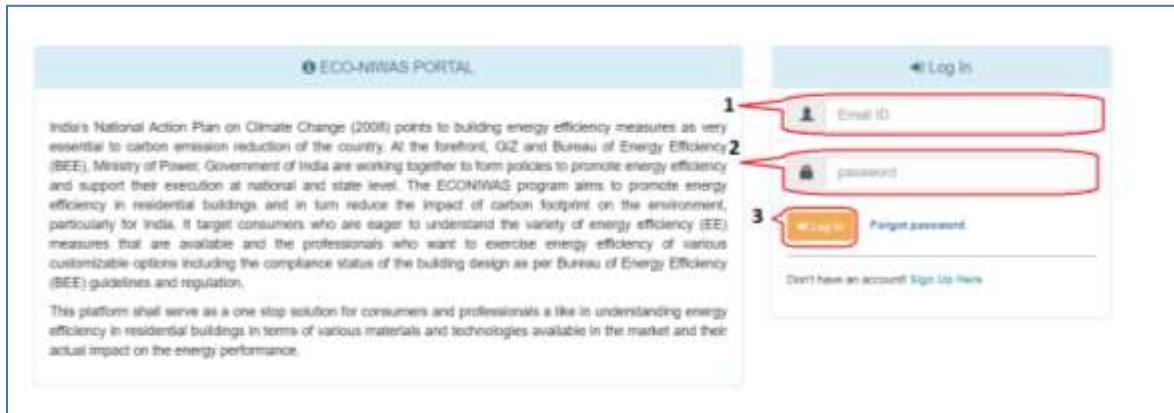 ECO-NIWAS PORTAL
India's National Action Plan on Climate Change (2008) points to building energy efficiency measures as very
essential to carbon emission reduction of the country. At the forefront, GIZ and Bureau of Energy Efficiency
(BEE), Ministry of Power, Government of India are working together to form policies to promote energy efficiency
and support their execution at national and state level. The ECONIWAS program aims to promote energy
efficiency in residential buildings and in turn reduce the impact of carbon footprint on the environment,
particularly for India. It target consumers who are eager to understand the variety of energy efficiency (EE)
measures that are available and the professionals who want to exercise energy efficiency of various
customizable options including the compliance status of the building design as per Bureau of Energy Efficiency
(BEE) guidelines and regulation.
This platform shall serve as a one stop solution for consumers and professionals a like in understanding energy
efficiency in residential buildings in terms of various materials and technologies available in the market and their
actual impact on the energy performance.
Log In
1
Email ID
2
password
3
Log In
Forgot password
Don't have an account! Sign Up Here